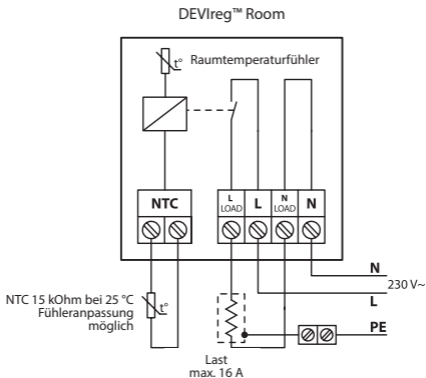 DEVIreg™ Room
t° Raumtemperaturfühler
NTC
L LOAD
L
N LOAD
N
N
230 V~
L
NTC 15 kOhm bei 25 °C
Fühleranpassung
möglich
t°
PE
Last
max. 16 A